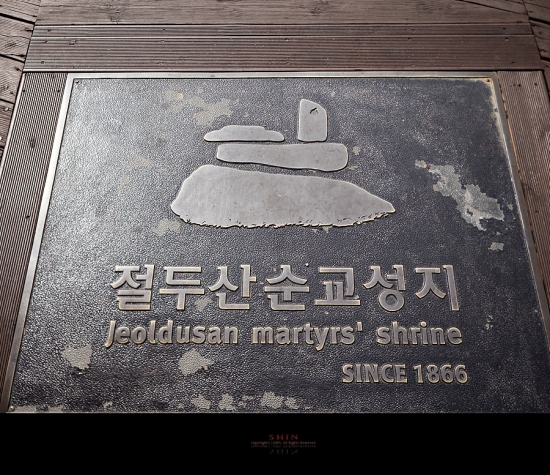 절두산순교성지
Jeoldusan martyrs' shrine
SINCE 1866
SHIN